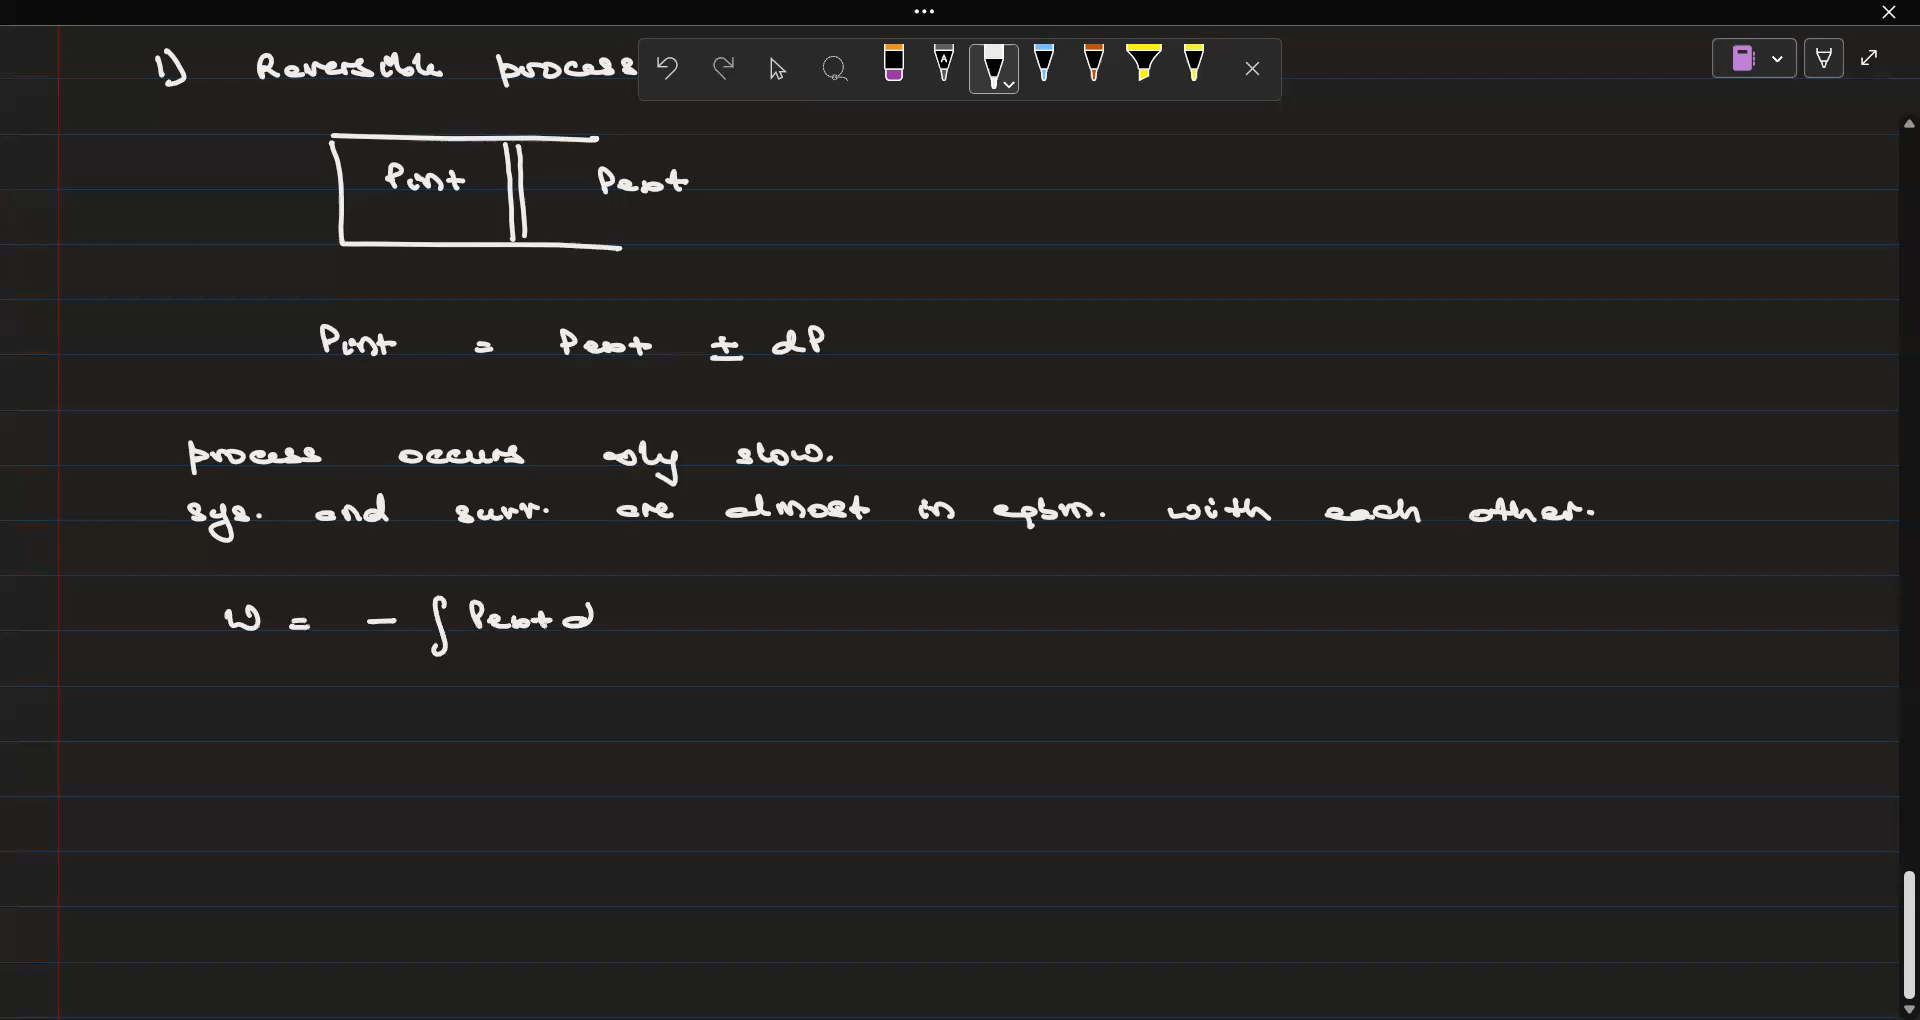 1) Reversible process
Pint Pext
Pint = Pext ± dP
process occurs ∞ly slow.
sys. and surr. are almost in eqbm. with each other.
W = - ∫ Pext d